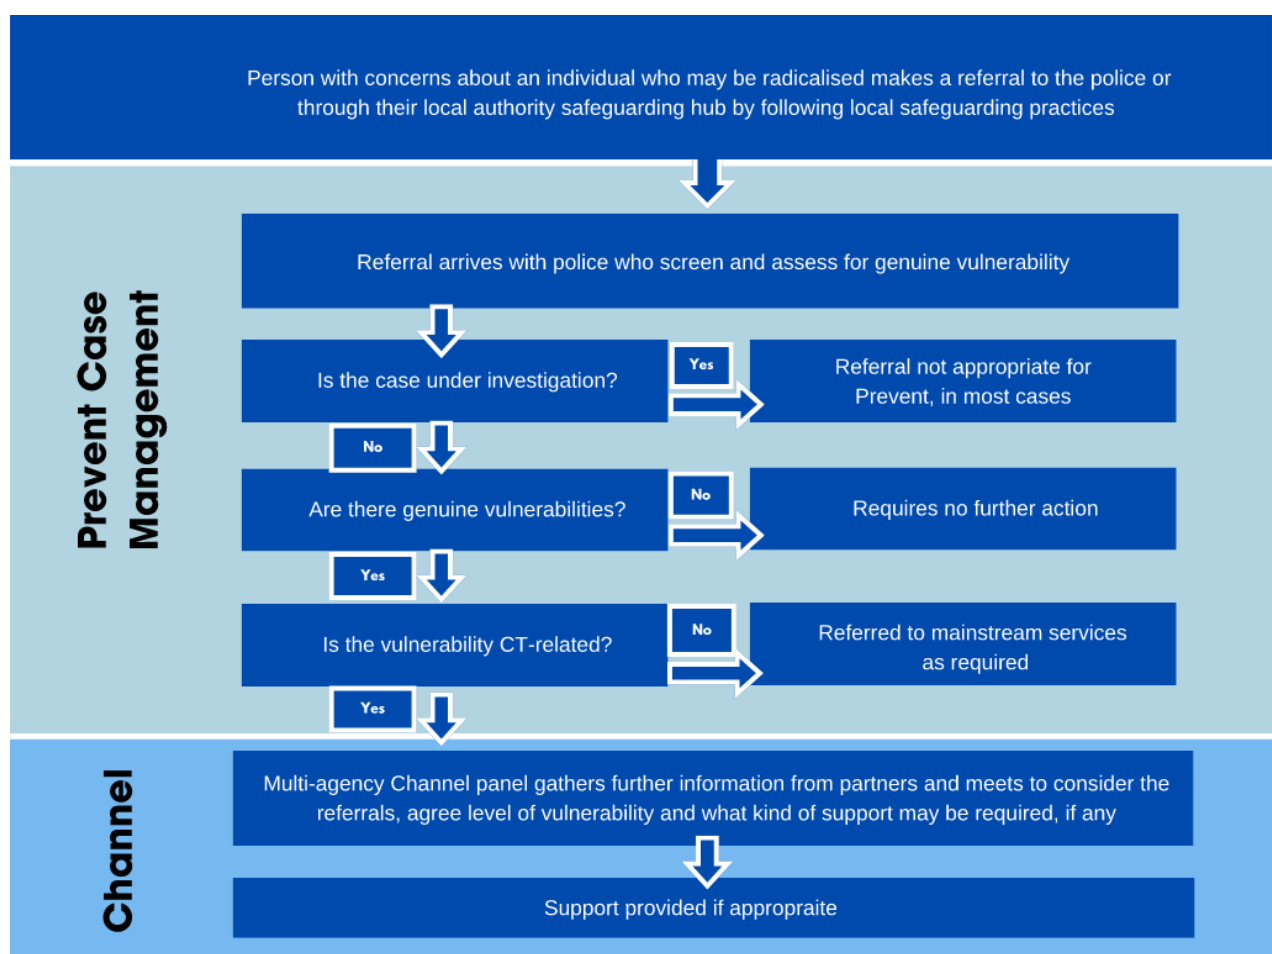 Person with concerns about an individual who may be radicalised makes a referral to the police or
through their local authority safeguarding hub by following local safeguarding practices
Prevent Case
Management
Referral arrives with police who screen and assess for genuine vulnerability
Is the case under investigation?
Yes
Referral not appropriate for
Prevent, in most cases
No
Are there genuine vulnerabilities?
No
Requires no further action
Yes
Is the vulnerability CT-related?
No
Referred to mainstream services
as required
Yes
Channel
Multi-agency Channel panel gathers further information from partners and meets to consider the
referrals, agree level of vulnerability and what kind of support may be required, if any
Support provided if appropraite